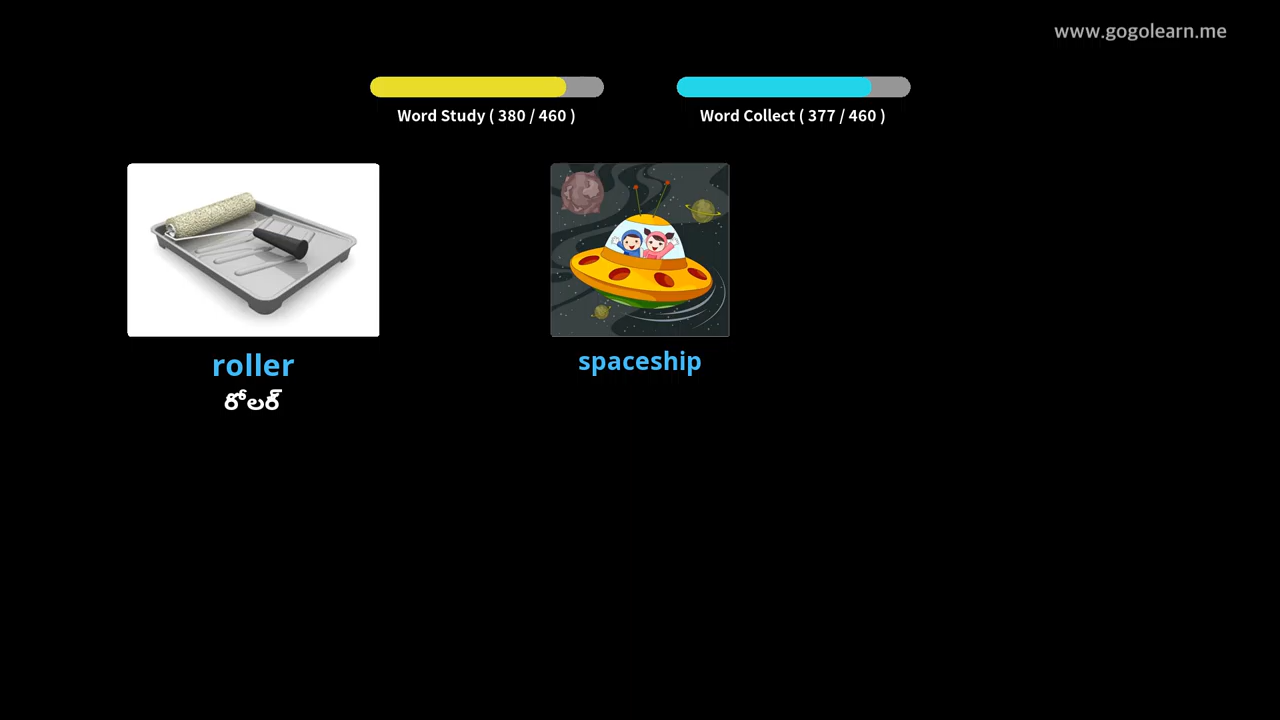 www.gogolearn.me
Word Study ( 380 / 460 )
Word Collect ( 377 / 460 )
roller
రోలర్
spaceship